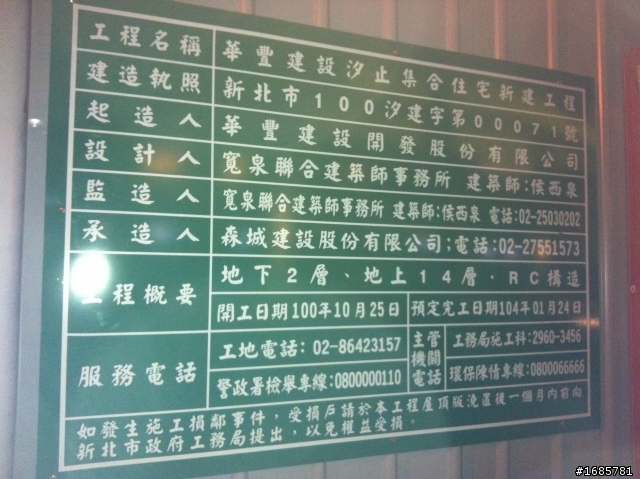 工程名稱 華豐建設汐止集合住宅新建工程
建造執照 新北市100汐建字第00071號
起造人 華豐建設開發股份有限公司
設計人 寬泉聯合建築師事務所 建築師:侯西泉
監造人 寬泉聯合建築師事務所 建築師:侯西泉 電話:02-25030202
承造人 森城建設股份有限公司;電話:02-27551573
工程概要 地下2層、地上14層·RC構造
開工日期100年10月25日 預定完工日期104年01月24日
服務電話 工地電話:02-86423157 主管機關電話 工務局施工科:2960-3456
警政署檢舉專線:0800000110 環保陳情專線:0800066666
如發生施工損鄰事件,受損戶請於本工程屋頂版澆置後一個月內前向
新北市政府工務局提出,以免權益受損。
#1685781